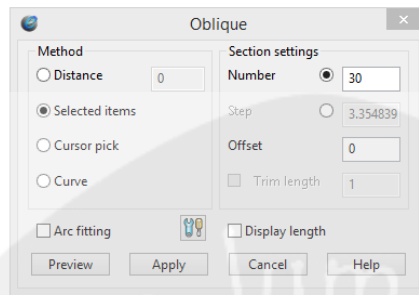 Oblique
Method
Distance 0
Selected items
Cursor pick
Curve
Section settings
Number 30
Step 3.354839
Offset 0
Trim length 1
Arc fitting
Display length
Preview Apply Cancel Help